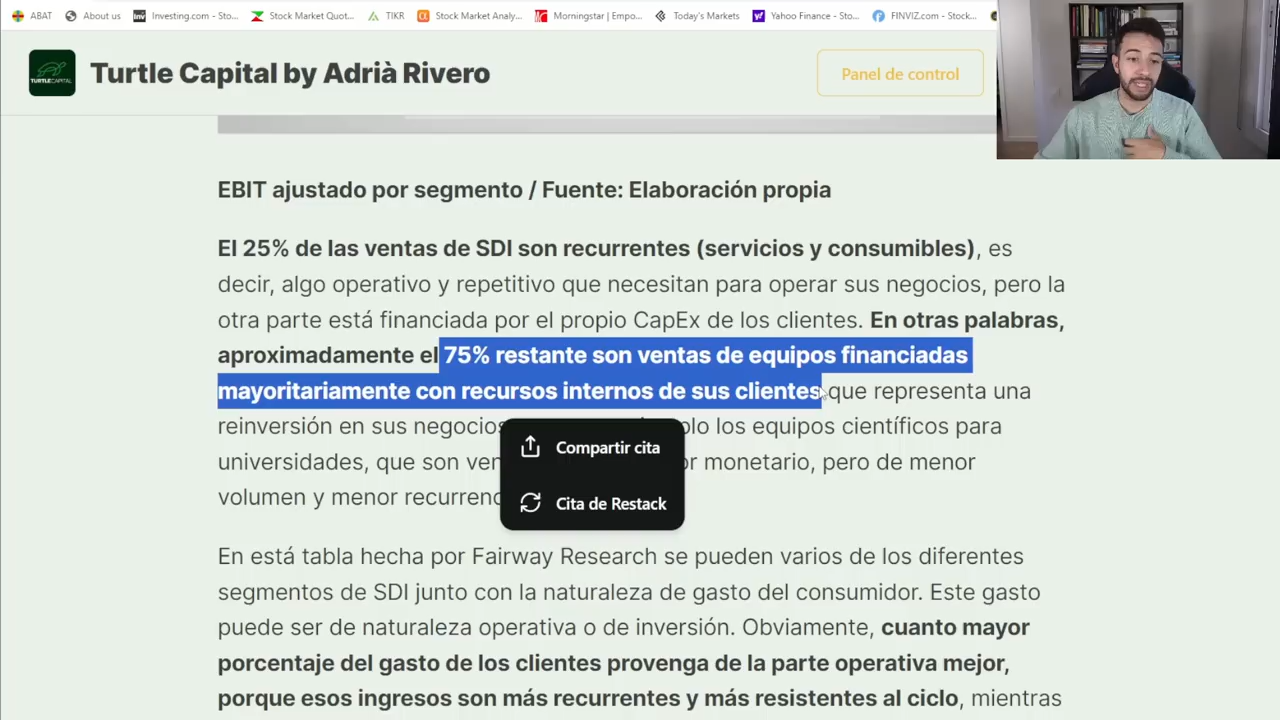 ABAT About us Investing.com - Sto... Stock Market Quot... TIKR Stock Market Analy... Morningstar | Empo... Today's Markets Yahoo Finance - Sto... FINVIZ.com - Stock...
TURTLECAPITAL
Turtle Capital by Adrià Rivero
Panel de control
EBIT ajustado por segmento / Fuente: Elaboración propia
El 25% de las ventas de SDI son recurrentes (servicios y consumibles), es
decir, algo operativo y repetitivo que necesitan para operar sus negocios, pero la
otra parte está financiada por el propio CapEx de los clientes. En otras palabras,
aproximadamente el 75% restante son ventas de equipos financiadas
mayoritariamente con recursos internos de sus clientes que representa una
reinversión en sus negocios olo los equipos científicos para
universidades, que son ven r monetario, pero de menor
volumen y menor recurrenc
Compartir cita
Cita de Restack
En está tabla hecha por Fairway Research se pueden varios de los diferentes
segmentos de SDI junto con la naturaleza de gasto del consumidor. Este gasto
puede ser de naturaleza operativa o de inversión. Obviamente, cuanto mayor
porcentaje del gasto de los clientes provenga de la parte operativa mejor,
porque esos ingresos son más recurrentes y más resistentes al ciclo, mientras